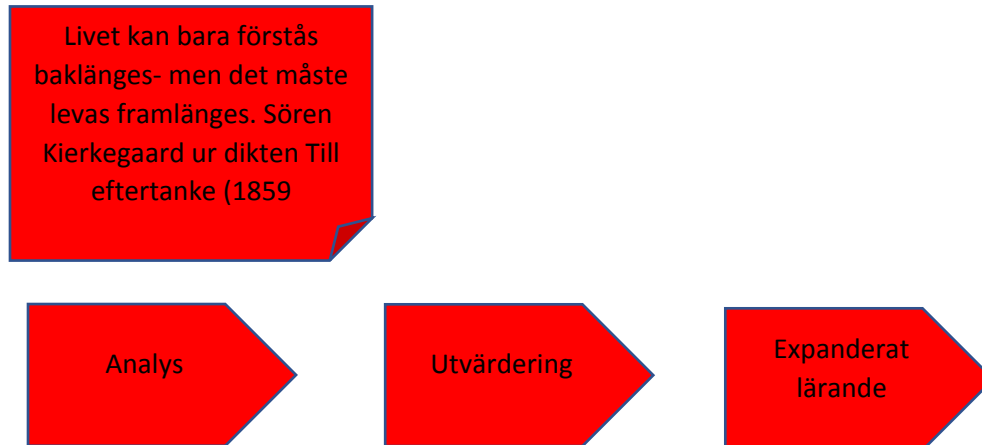 Livet kan bara förstås
baklänges- men det måste
levas framlänges. Sören
Kierkegaard ur dikten Till
eftertanke (1859
Analys
Utvärdering
Expanderat
lärande